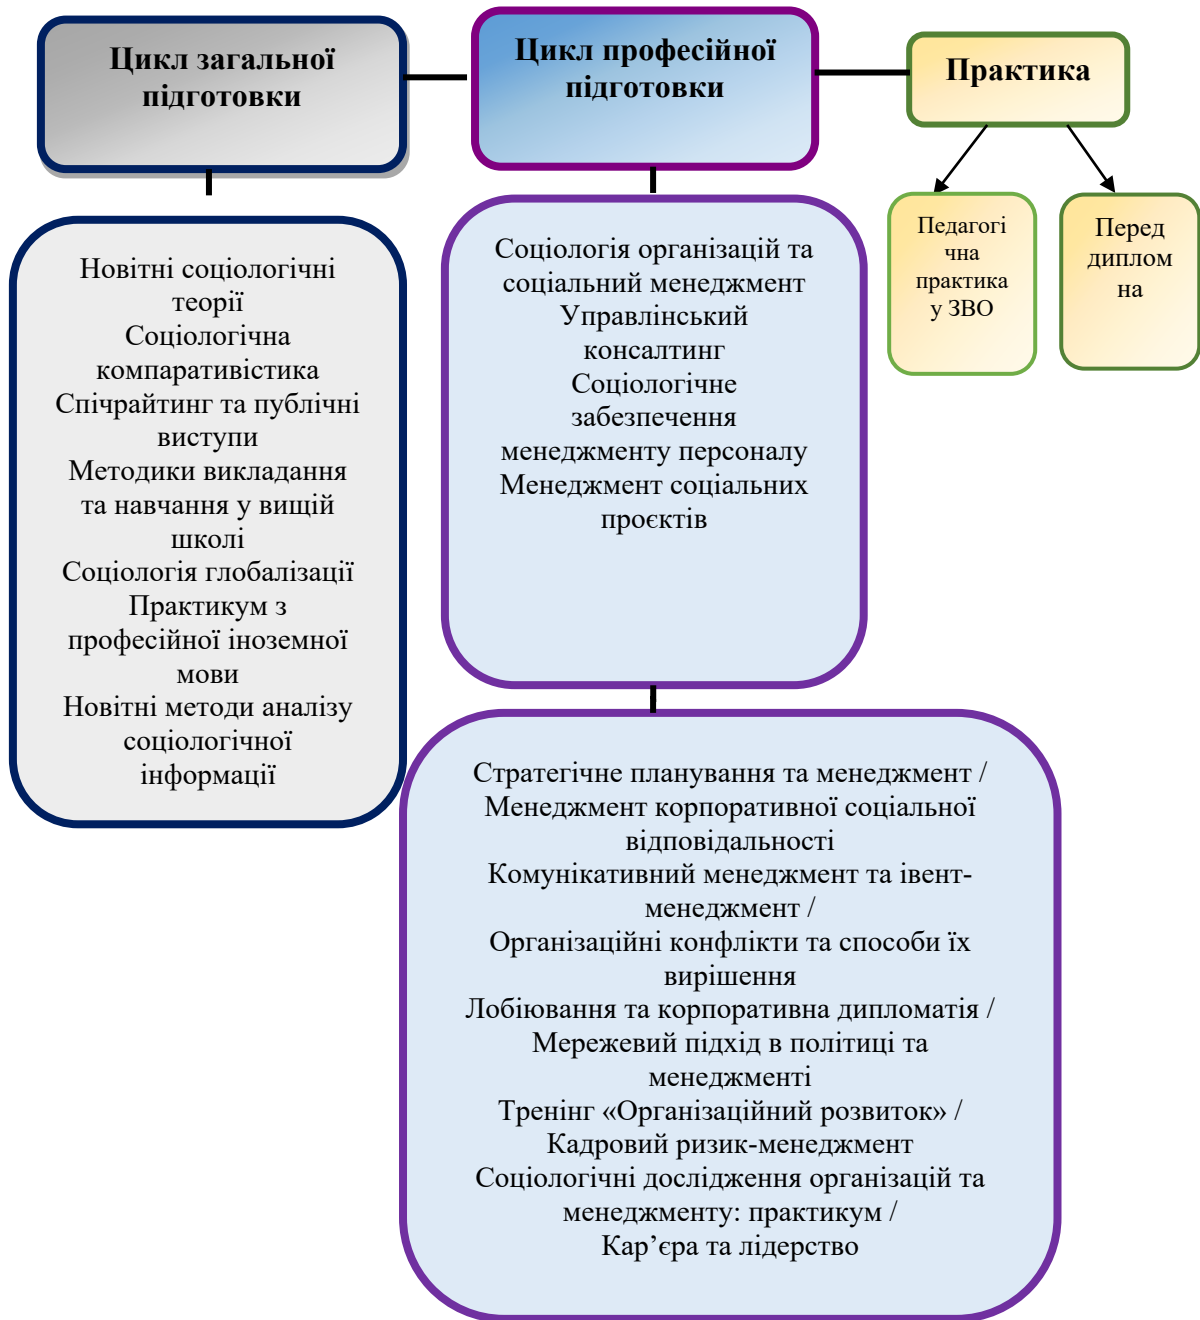 Цикл загальної
підготовки
Цикл професійної
підготовки
Практика
Педагогі
чна
практика
у ЗВО
Перед
диплом
на
Новітні соціологічні
теорії
Соціологічна
компаративістика
Спічрайтинг та публічні
виступи
Методики викладання
та навчання у вищій
школі
Соціологія глобалізації
Практикум з
професійної іноземної
мови
Новітні методи аналізу
соціологічної
інформації
Соціологія організацій та
соціальний менеджмент
Управлінський
консалтинг
Соціологічне
забезпечення
менеджменту персоналу
Менеджмент соціальних
проєктів
Стратегічне планування та менеджмент /
Менеджмент корпоративної соціальної
відповідальності
Комунікативний менеджмент та івент-
менеджмент /
Організаційні конфлікти та способи їх
вирішення
Лобіювання та корпоративна дипломатія /
Мережевий підхід в політиці та
менеджменті
Тренінг «Організаційний розвиток» /
Кадровий ризик-менеджмент
Соціологічні дослідження організацій та
менеджменту: практикум /
Кар’єра та лідерство